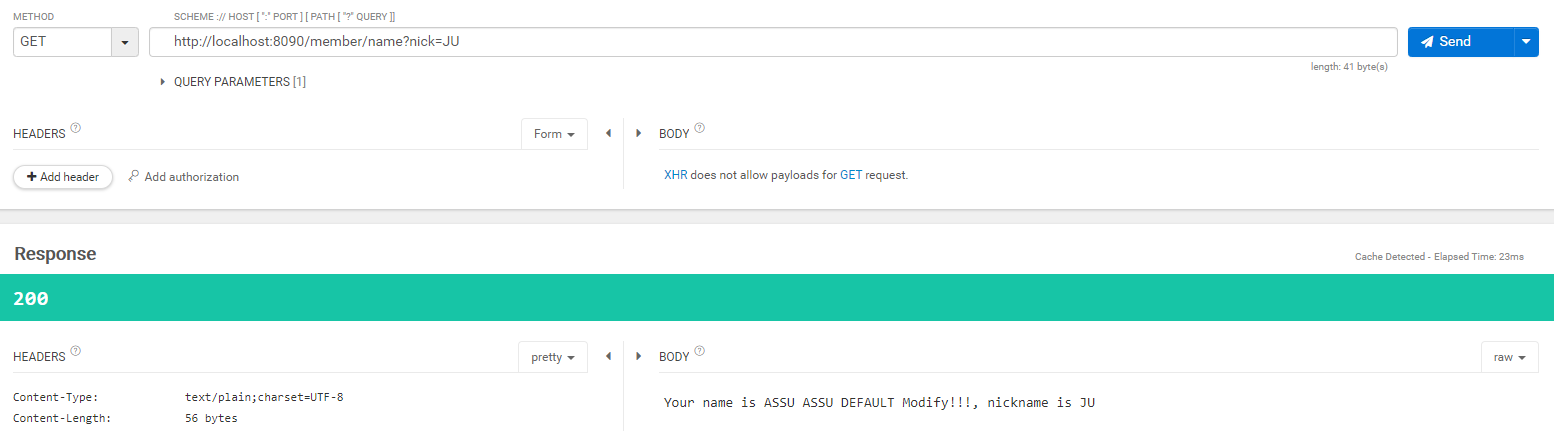 METHOD
SCHEME :// HOST [ ":" PORT ] [ PATH [ "?" QUERY ]]
GET
http://localhost:8090/member/name?nick=JU
Send
length: 41 byte(s)
QUERY PARAMETERS [1]
HEADERS ?
Form
BODY ?
Add header
Add authorization
XHR does not allow payloads for GET request.
Response
Cache Detected - Elapsed Time: 23ms
200
HEADERS ?
pretty
BODY ?
raw
Content-Type: text/plain;charset=UTF-8
Content-Length: 56 bytes
Your name is ASSU ASSU DEFAULT Modify!!!, nickname is JU